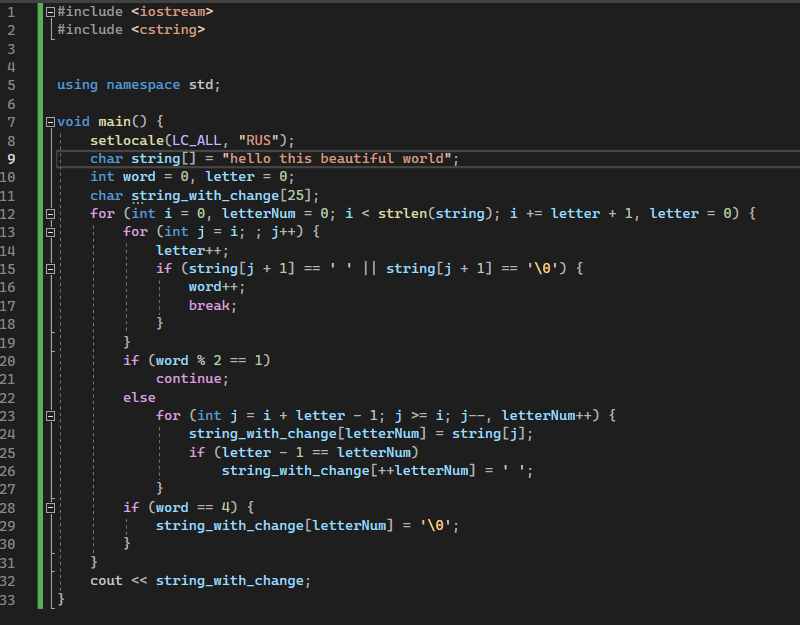 1 #include <iostream>
2 #include <cstring>
3
4
5 using namespace std;
6
7 void main() {
8 setlocale(LC_ALL, "RUS");
9 char string[] = "hello this beautiful world";
10 int word = 0, letter = 0;
11 char string_with_change[25];
12 for (int i = 0, letterNum = 0; i < strlen(string); i += letter + 1, letter = 0) {
13 for (int j = i; ; j++) {
14 letter++;
15 if (string[j + 1] == ' ' || string[j + 1] == '\0') {
16 word++;
17 break;
18 }
19 }
20 if (word % 2 == 1)
21 continue;
22 else
23 for (int j = i + letter - 1; j >= i; j--, letterNum++) {
24 string_with_change[letterNum] = string[j];
25 if (letter - 1 == letterNum)
26 string_with_change[++letterNum] = ' ';
27 }
28 if (word == 4) {
29 string_with_change[letterNum] = '\0';
30 }
31 }
32 cout << string_with_change;
33 }